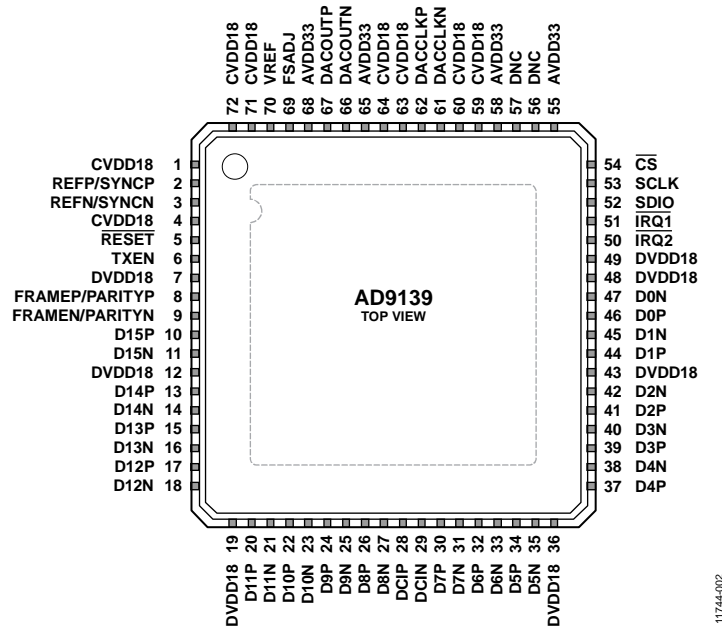 72 CVDD18
71 CVDD18
70 VREF
69 FSADJ
68 AVDD33
67 DACOUTP
66 DACOUTN
65 AVDD33
64 CVDD18
63 CVDD18
62 DACCLKP
61 DACCLKN
60 CVDD18
59 CVDD18
58 AVDD33
57 DNC
56 DNC
55 AVDD33
CVDD18 1
REFP/SYNCP 2
REFN/SYNCN 3
CVDD18 4
RESET 5
TXEN 6
DVDD18 7
FRAMEP/PARITYP 8
FRAMEN/PARITYN 9
D15P 10
D15N 11
DVDD18 12
D14P 13
D14N 14
D13P 15
D13N 16
D12P 17
D12N 18
AD9139
TOP VIEW
54 CS
53 SCLK
52 SDIO
51 IRQ1
50 IRQ2
49 DVDD18
48 DVDD18
47 D0N
46 D0P
45 D1N
44 D1P
43 DVDD18
42 D2N
41 D2P
40 D3N
39 D3P
38 D4N
37 D4P
DVDD18 19
D11P 20
D11N 21
D10P 22
D10N 23
D9P 24
D9N 25
D8P 26
D8N 27
DCIP 28
DCIN 29
D7P 30
D7N 31
D6P 32
D6N 33
D5P 34
D5N 35
DVDD18 36
11744-002